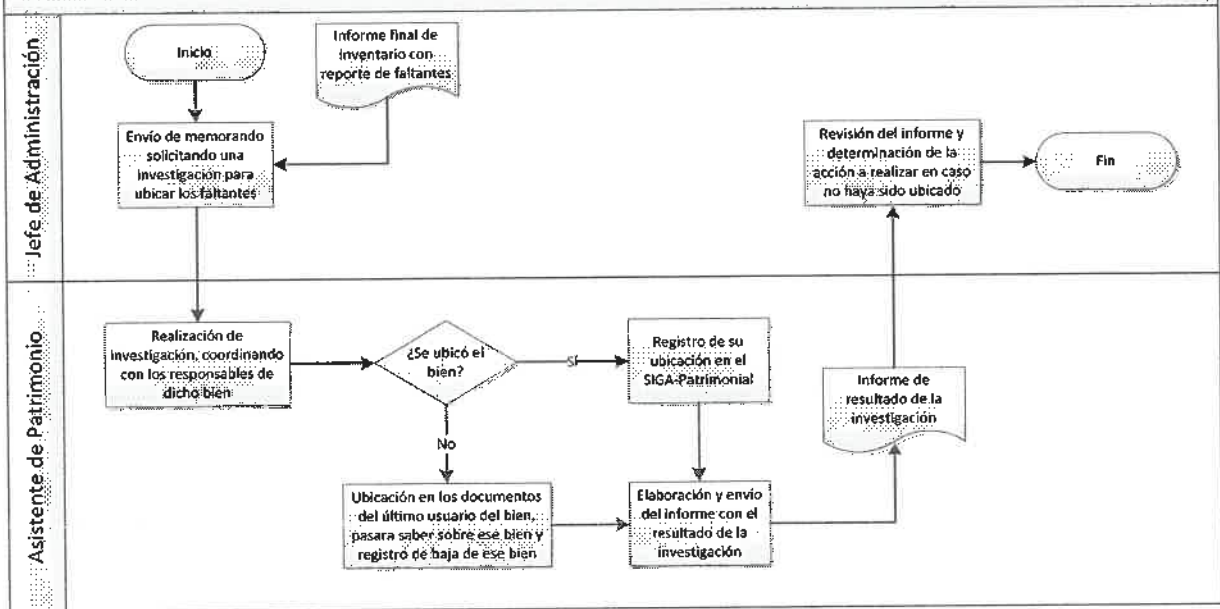 Jefe de Administración
Inicio
Informe final de
inventario con
reporte de faltantes
Envío de memorando
solicitando una
investigación para
ubicar los faltantes
Revisión del informe y
determinación de la
acción a realizar en caso
no haya sido ubicado
Fin
Asistente de Patrimonio
Realización de
investigación, coordinando
con los responsables de
dicho bien
¿Se ubicó el
bien?
Sí
Registro de su
ubicación en el
SIGA-Patrimonial
No
Ubicación en los documentos
del último usuario del bien,
pasara saber sobre ese bien y
registro de baja de ese bien
Elaboración y envío
del informe con el
resultado de la
investigación
Informe de
resultado de la
investigación